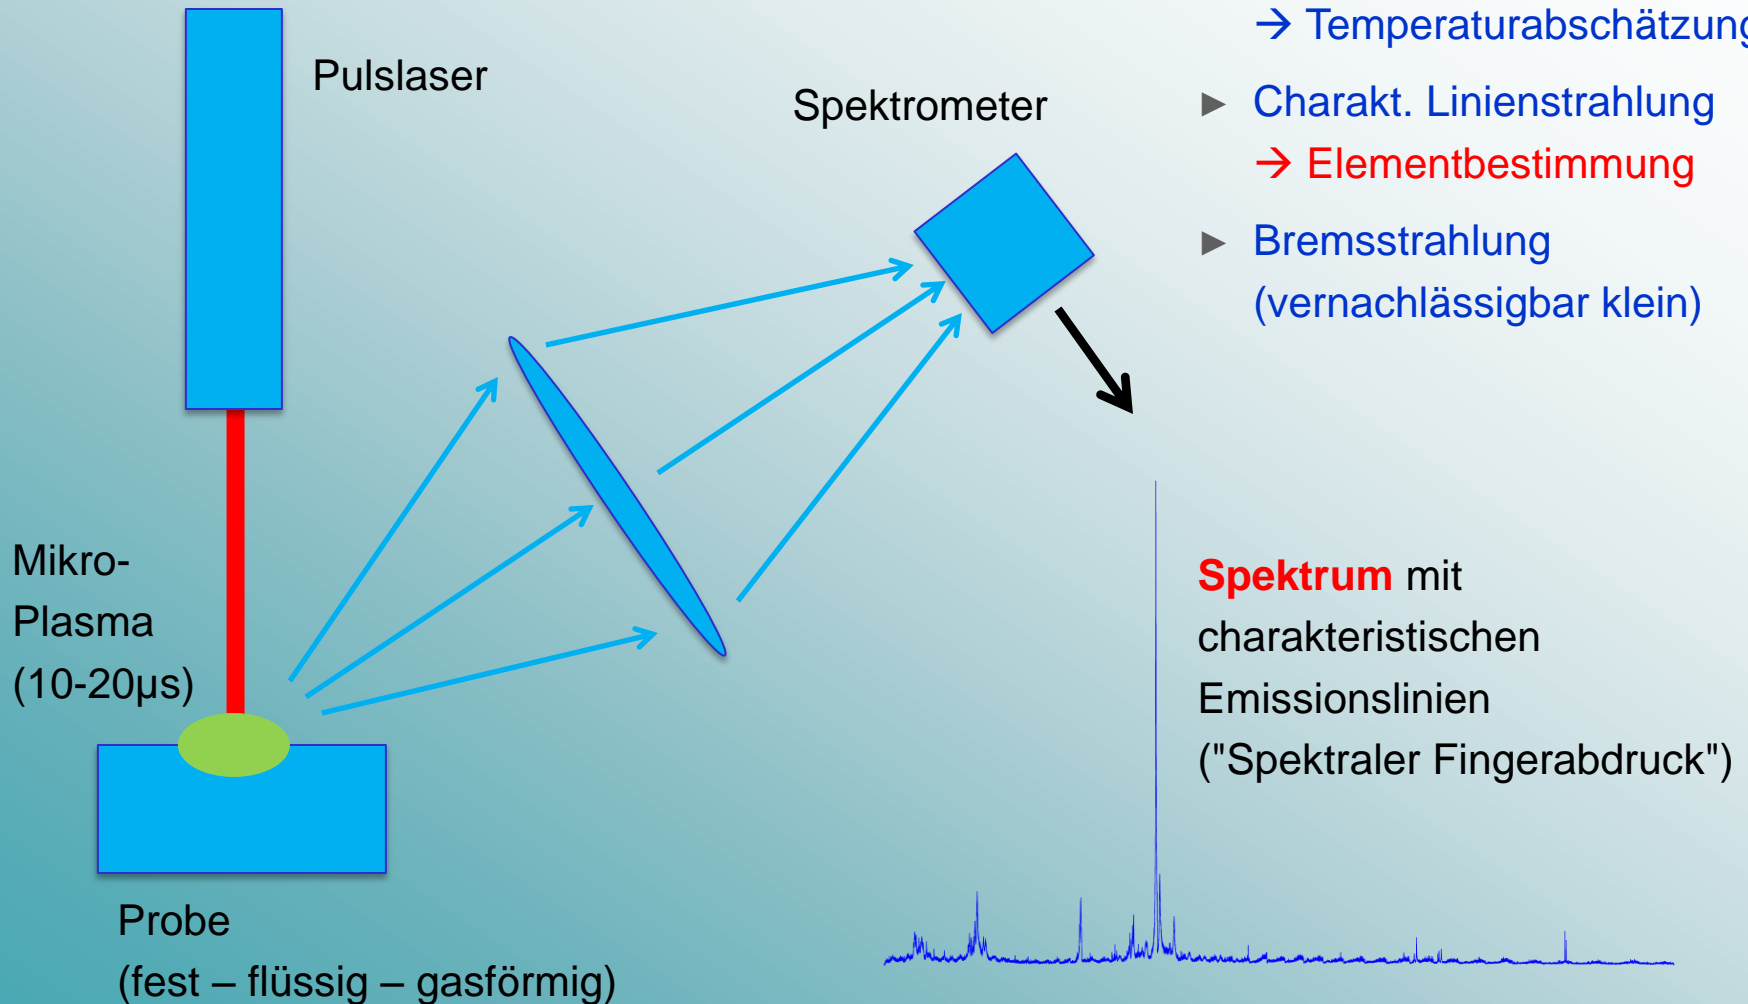 Pulslaser
Spektrometer
→ Temperaturabschätzung
► Charakt. Linienstrahlung
→ Elementbestimmung
► Bremsstrahlung
(vernachlässigbar klein)
Mikro-
Plasma
(10-20µs)
Spektrum mit
charakteristischen
Emissionslinien
("Spektraler Fingerabdruck")
Probe
(fest – flüssig – gasförmig)